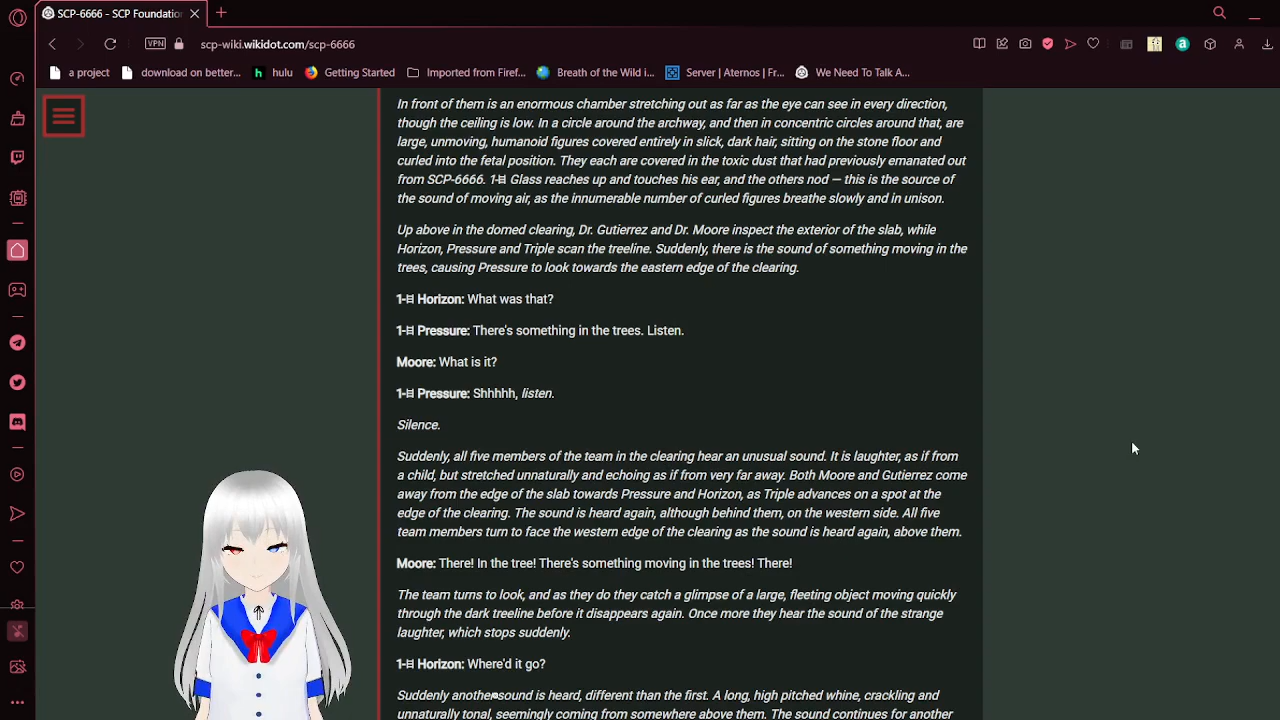 SCP-6666 - SCP Foundatio
VPN
scp-wiki.wikidot.com/scp-6666
a project
download on better...
h hulu
Getting Started
Imported from Firef...
Breath of the Wild i...
Server | Aternos | Fr...
We Need To Talk A...
In front of them is an enormous chamber stretching out as far as the eye can see in every direction,
though the ceiling is low. In a circle around the archway, and then in concentric circles around that, are
large, unmoving, humanoid figures covered entirely in slick, dark hair, sitting on the stone floor and
curled into the fetal position. They each are covered in the toxic dust that had previously emanated out
from SCP-6666. 1-ⵌ Glass reaches up and touches his ear, and the others nod — this is the source of
the sound of moving air, as the innumerable number of curled figures breathe slowly and in unison.
Up above in the domed clearing, Dr. Gutierrez and Dr. Moore inspect the exterior of the slab, while
Horizon, Pressure and Triple scan the treeline. Suddenly, there is the sound of something moving in the
trees, causing Pressure to look towards the eastern edge of the clearing.
1-ⵌ Horizon: What was that?
1-ⵌ Pressure: There's something in the trees. Listen.
Moore: What is it?
1-ⵌ Pressure: Shhhhh, listen.
Silence.
Suddenly, all five members of the team in the clearing hear an unusual sound. It is laughter, as if from
a child, but stretched unnaturally and echoing as if from very far away. Both Moore and Gutierrez come
away from the edge of the slab towards Pressure and Horizon, as Triple advances on a spot at the
edge of the clearing. The sound is heard again, although behind them, on the western side. All five
team members turn to face the western edge of the clearing as the sound is heard again, above them.
Moore: There! In the tree! There's something moving in the trees! There!
The team turns to look, and as they do they catch a glimpse of a large, fleeting object moving quickly
through the dark treeline before it disappears again. Once more they hear the sound of the strange
laughter, which stops suddenly.
1-ⵌ Horizon: Where'd it go?
Suddenly another sound is heard, different than the first. A long, high pitched whine, crackling and
unnaturally tonal, seemingly coming from somewhere above them. The sound continues for another